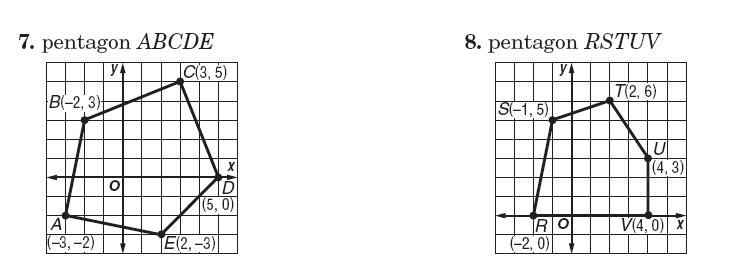 7. pentagon ABCDE
y
C(3, 5)
B(–2, 3)
x
O
D
(5, 0)
A
(–3, –2)
E(2, –3)
8. pentagon RSTUV
y
T(2, 6)
S(–1, 5)
U
(4, 3)
R
O
V(4, 0)
x
(–2, 0)